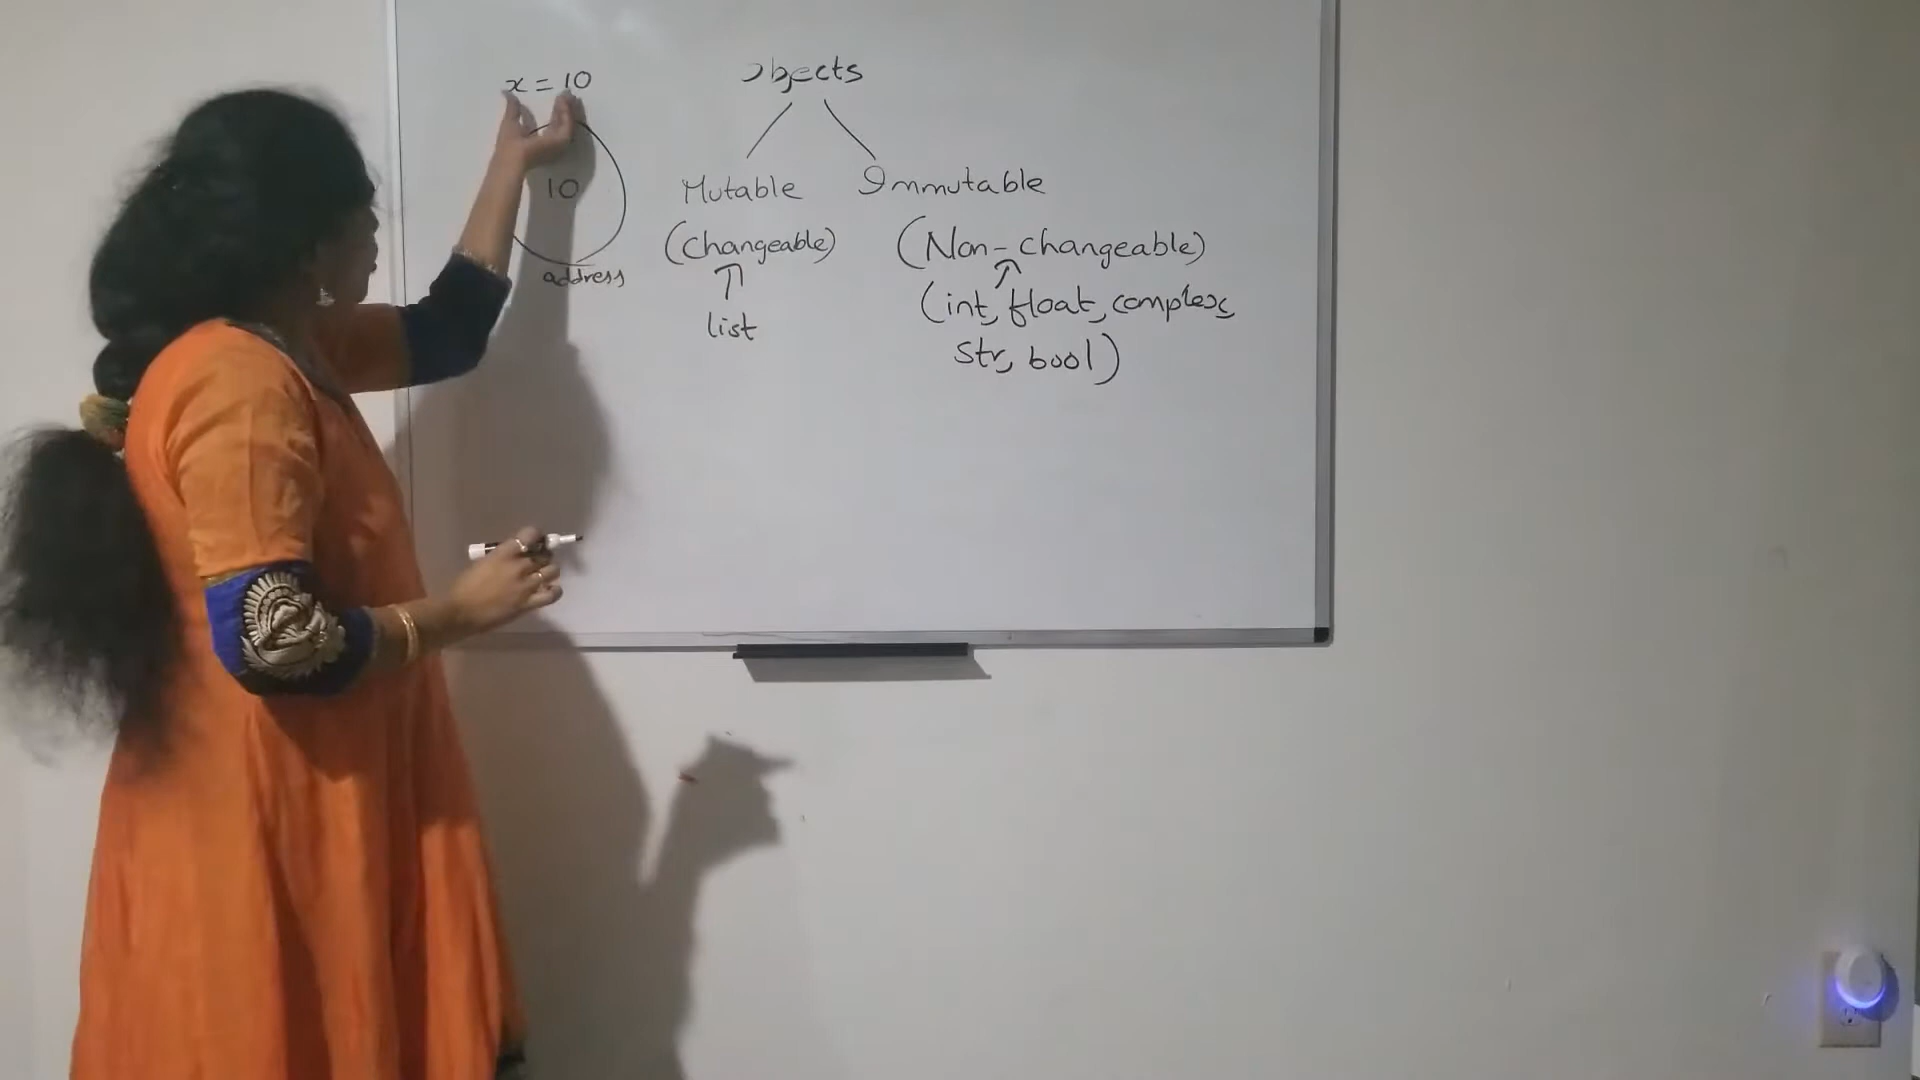 x = 10
10
address
Objects
Mutable
(changeable)
list
Immutable
(Non-changeable)
(int, float, complex,
str, bool)